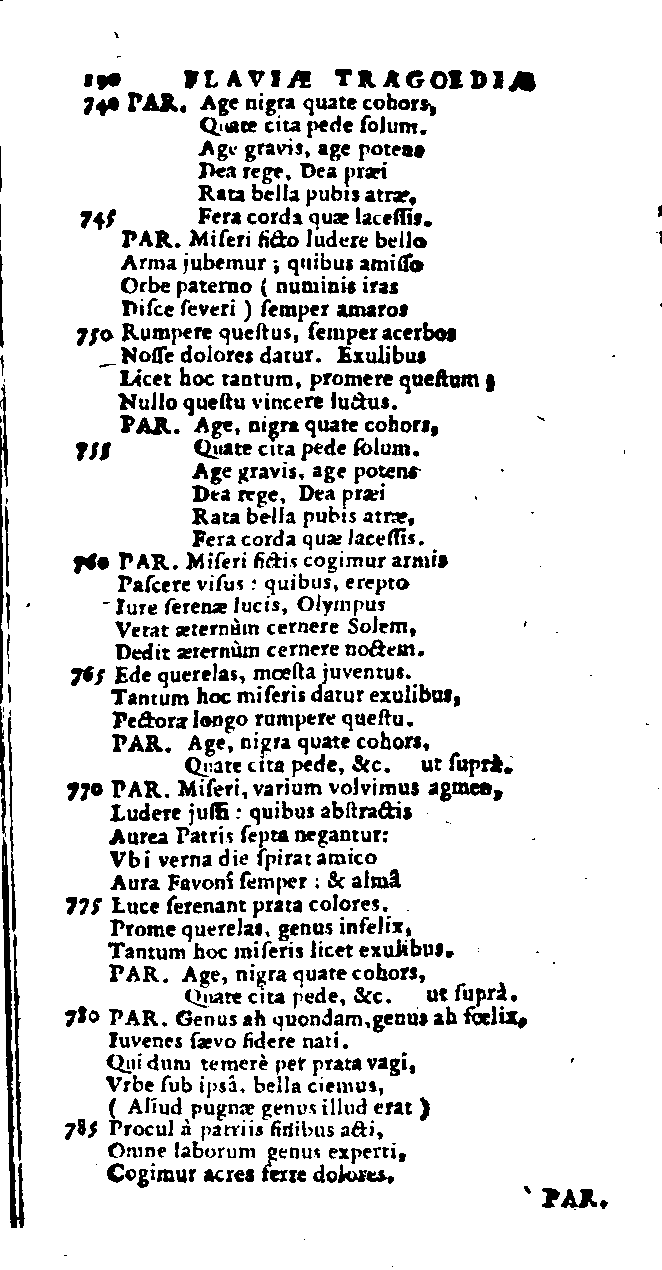 190 FLAVIÆ TRAGOEDIÆ
740 PAR. Age nigra quate cohors,
Quate cita pede ſolum.
Age gravis, age potens
Dea rege, Dea præi
Rata bella pubis atræ,
745 Fera corda quæ laceſſis.
PAR. Miſeri ficto ludere bello
Arma jubemur ; quibus amiſſo
Orbe paterno ( numinis iras
Diſce ſeveri ) ſemper amaros
750 Rumpere queſtus, ſemper acerbos
Noſſe dolores datur. Exulibus
Licet hoc tantum, promere queſtum ;
Nullo queſtu vincere luctus.
PAR. Age, nigra quate cohors,
755 Quate cita pede ſolum.
Age gravis, age potens
Dea rege, Dea præi
Rata bella pubis atræ,
Fera corda quæ laceſſis.
760 PAR. Miſeri fictis cogimur armis
Paſcere viſus : quibus, erepto
Iure ſerenæ lucis, Olympus
Vetat æternùm cernere Solem,
Dedit æternùm cernere noctem.
765 Ede querelas, mœſta juventus.
Tantum hoc miſeris datur exulibus,
Pectora longo rumpere queſtu.
PAR. Age, nigra quate cohors,
Quate cita pede, &c. ut ſuprà.
770 PAR. Miſeri, varium volvimus agmen,
Ludere juſſi : quibus abſtractis
Aurea Patris ſepta negantur:
Vbi verna die ſpirat amico
Aura Favonî ſemper : & almâ
775 Luce ſerenant prata colores.
Prome querelas, genus infelix,
Tantum hoc miſeris licet exulibus.
PAR. Age, nigra quate cohors,
Quate cita pede, &c. ut ſuprà.
780 PAR. Genus ah quondam, genus ah fœlix,
Iuvenes ſævo ſidere nati.
Qui dum temerè per prata vagi,
Vrbe ſub ipsâ, bella ciemus,
( Aliud pugnæ genus illud erat )
785 Procul à patriis finibus acti,
Omne laborum genus experti,
Cogimur acres ferre dolores.
PAR.